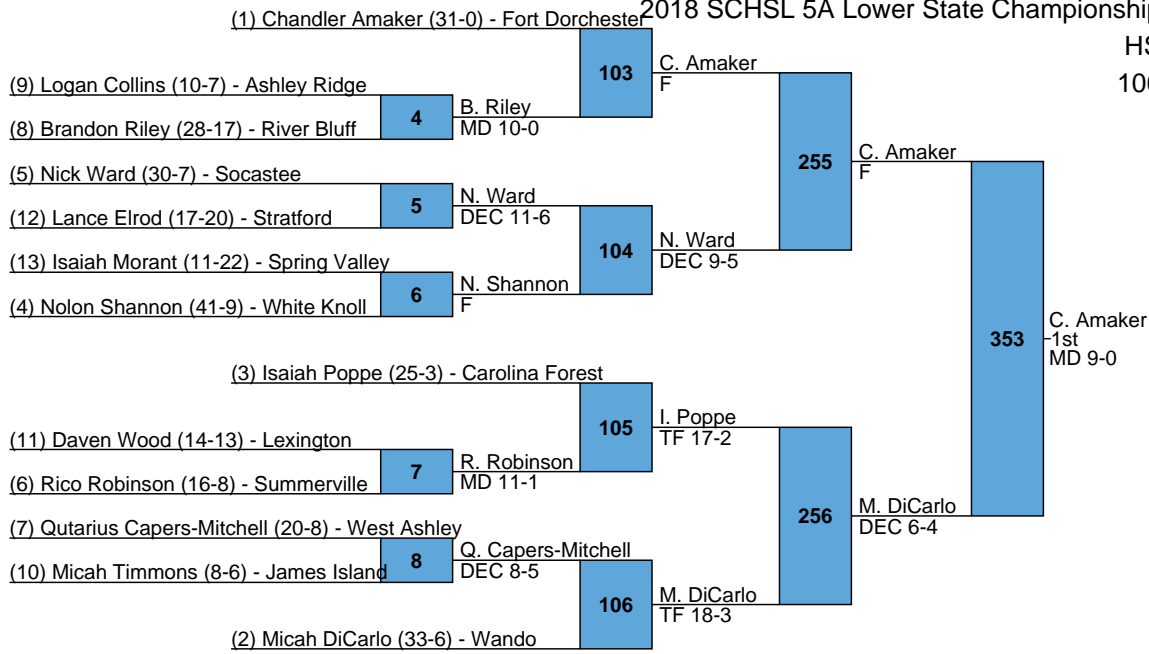 2018 SCHSL 5A Lower State Championship
HS
106
(1) Chandler Amaker (31-0) - Fort Dorchester
103
C. Amaker
F
(9) Logan Collins (10-7) - Ashley Ridge
4
B. Riley
MD 10-0
(8) Brandon Riley (28-17) - River Bluff
255
C. Amaker
F
(5) Nick Ward (30-7) - Socastee
5
N. Ward
DEC 11-6
(12) Lance Elrod (17-20) - Stratford
104
N. Ward
DEC 9-5
(13) Isaiah Morant (11-22) - Spring Valley
6
N. Shannon
F
(4) Nolon Shannon (41-9) - White Knoll
353
C. Amaker
1st
MD 9-0
(3) Isaiah Poppe (25-3) - Carolina Forest
105
I. Poppe
TF 17-2
(11) Daven Wood (14-13) - Lexington
7
R. Robinson
MD 11-1
(6) Rico Robinson (16-8) - Summerville
256
M. DiCarlo
DEC 6-4
(7) Qutarius Capers-Mitchell (20-8) - West Ashley
8
Q. Capers-Mitchell
DEC 8-5
(10) Micah Timmons (8-6) - James Island
106
M. DiCarlo
TF 18-3
(2) Micah DiCarlo (33-6) - Wando